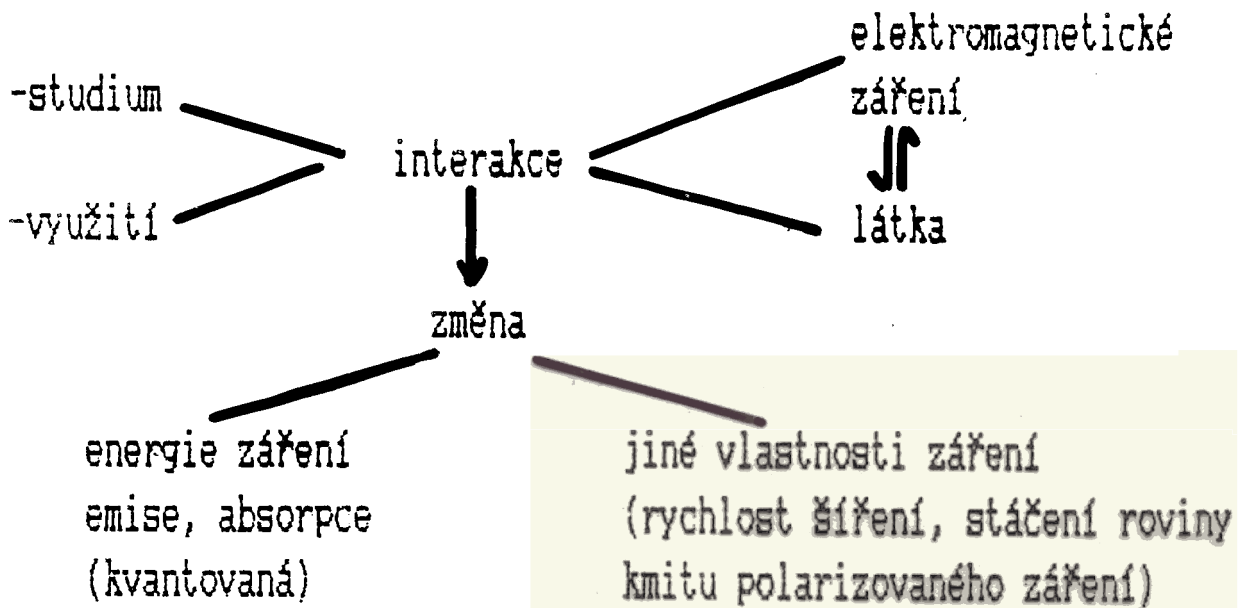 elektromagnetické
záření
-studium
interakce
-využití
látka
změna
energie záření
emise, absorpce
(kvantovaná)
jiné vlastnosti záření
(rychlost šíření, stáčení roviny
kmitu polarizovaného záření)